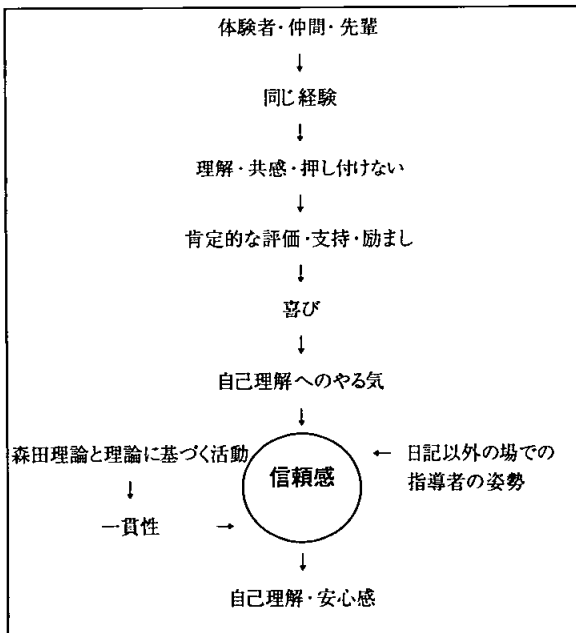 体験者・仲間・先輩
↓
同じ経験
↓
理解・共感・押し付けない
↓
肯定的な評価・支持・励まし
↓
喜び
↓
自己理解へのやる気
↓
森田理論と理論に基づく活動
↓
一貫性 →
信頼感
← 日記以外の場での
指導者の姿勢
↓
自己理解・安心感